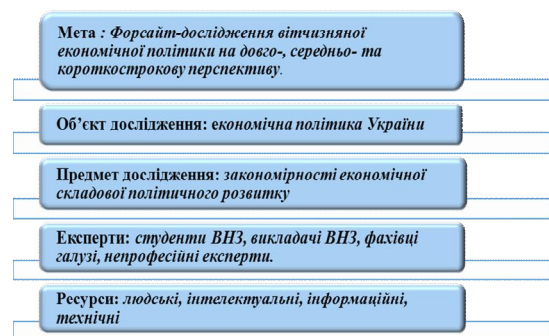 Мета : Форсайт-дослідження вітчизняної
економічної політики на довго-, середньо- та
короткострокову перспективу.
Об’єкт дослідження: економічна політика України
Предмет дослідження: закономірності економічної
складової політичного розвитку
Експерти: студенти ВНЗ, викладачі ВНЗ, фахівці
галузі, непрофесійні експерти.
Ресурси: людські, інтелектуальні, інформаційні,
технічні